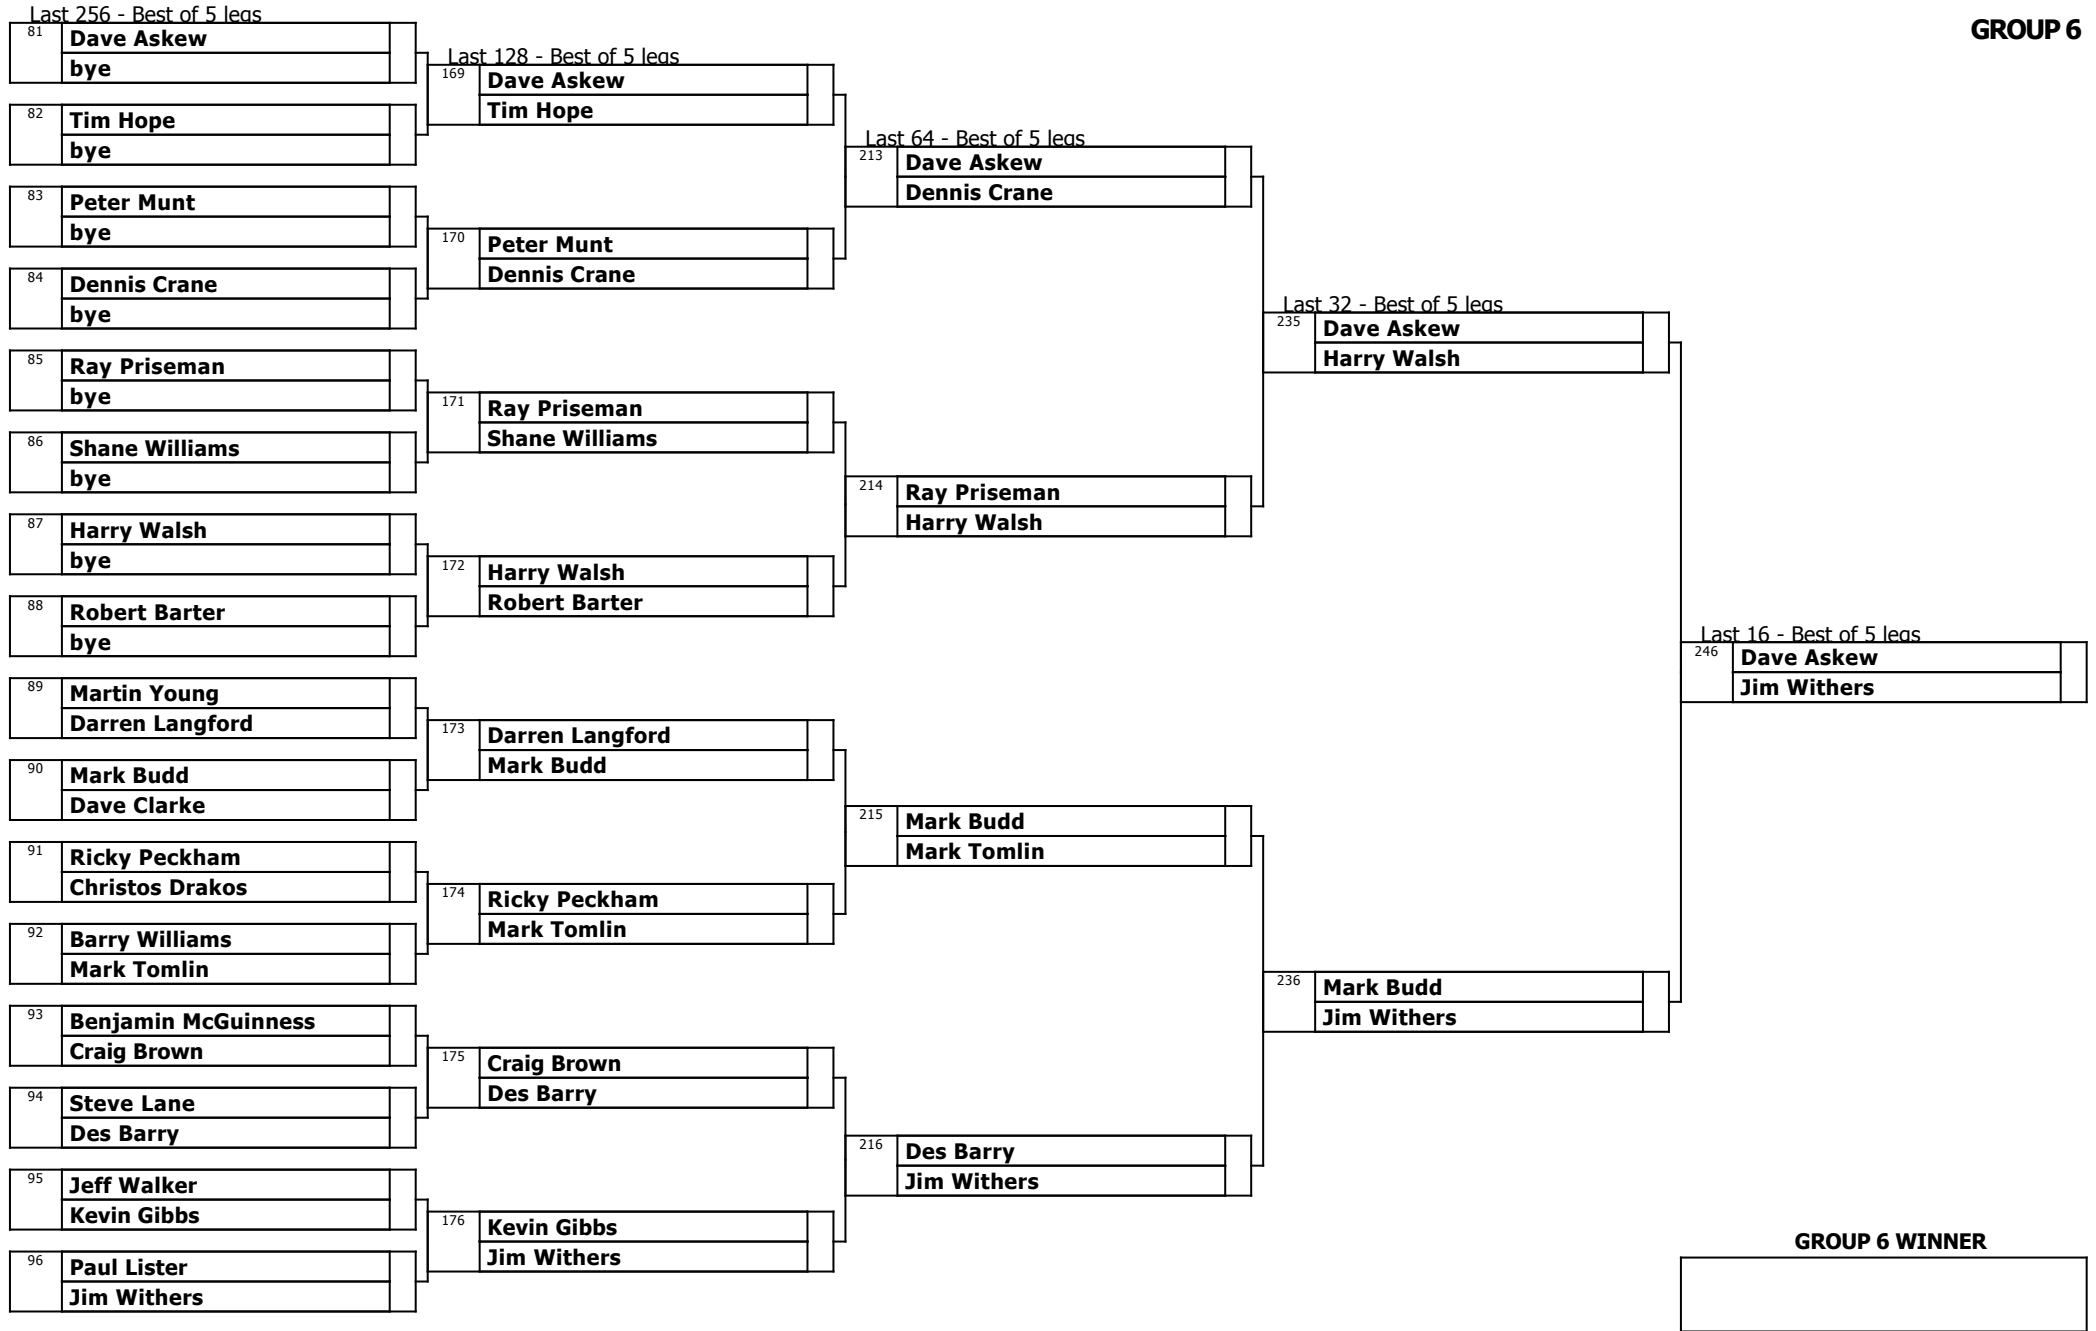 GROUP 6
Last 256 - Best of 5 legs
81
Dave Askew
bye
82
Tim Hope
bye
83
Peter Munt
bye
84
Dennis Crane
bye
85
Ray Priseman
bye
86
Shane Williams
bye
87
Harry Walsh
bye
88
Robert Barter
bye
89
Martin Young
Darren Langford
90
Mark Budd
Dave Clarke
91
Ricky Peckham
Christos Drakos
92
Barry Williams
Mark Tomlin
93
Benjamin McGuinness
Craig Brown
94
Steve Lane
Des Barry
95
Jeff Walker
Kevin Gibbs
96
Paul Lister
Jim Withers
Last 128 - Best of 5 legs
169
Dave Askew
Tim Hope
170
Peter Munt
Dennis Crane
171
Ray Priseman
Shane Williams
172
Harry Walsh
Robert Barter
173
Darren Langford
Mark Budd
174
Ricky Peckham
Mark Tomlin
175
Craig Brown
Des Barry
176
Kevin Gibbs
Jim Withers
Last 64 - Best of 5 legs
213
Dave Askew
Dennis Crane
214
Ray Priseman
Harry Walsh
215
Mark Budd
Mark Tomlin
216
Des Barry
Jim Withers
Last 32 - Best of 5 legs
235
Dave Askew
Harry Walsh
236
Mark Budd
Jim Withers
Last 16 - Best of 5 legs
246
Dave Askew
Jim Withers
GROUP 6 WINNER